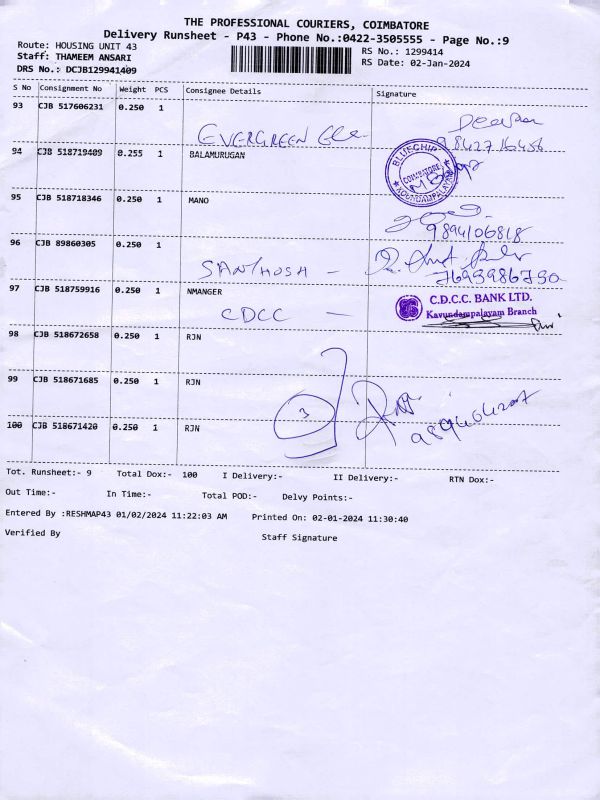 THE PROFESSIONAL COURIERS, COIMBATORE
Delivery Runsheet - P43 - Phone No.:0422-3505555 - Page No.:9
Route: HOUSING UNIT 43
RS No.: 1299414
Staff: THAMEEM ANSARI
RS Date: 02-Jan-2024
DRS No.: DCJB129941409
S No Consignment No Weight PCS Consignee Details Signature
93 CJB 517606231 0.250 1
EVERGREEN
94 CJB 518719409 0.255 1 BALAMURUGAN
BLUECHIP
COIMBATORE
KOUNDAMPALAYAM
95 CJB 518718346 0.250 1 MANO
9894106818
96 CJB 89860305 0.250 1
SANTHOSH -
7695986750
97 CJB 518759916 0.250 1 NMANGER
CDCC -
C.D.C.C. BANK LTD.
Kavundampalayam Branch
98 CJB 518672658 0.250 1 RJN
99 CJB 518671685 0.250 1 RJN
3
100 CJB 518671420 0.250 1 RJN
Tot. Runsheet:- 9 Total Dox:- 100 I Delivery:- II Delivery:- RTN Dox:-
Out Time:- In Time:- Total POD:- Delvy Points:-
Entered By :RESHMAP43 01/02/2024 11:22:03 AM Printed On: 02-01-2024 11:30:40
Verified By Staff Signature